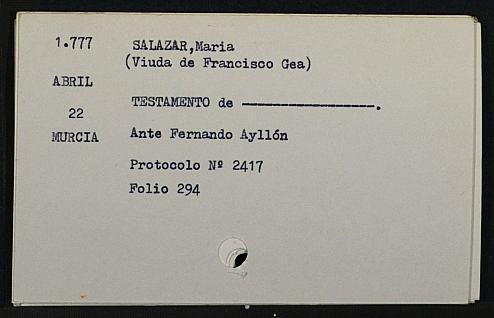 1.777 SALAZAR,Maria
(Viuda de Francisco Gea)
ABRIL
TESTAMENTO de -----------------.
22
MURCIA Ante Fernando Ayllón
Protocolo Nº 2417
Folio 294